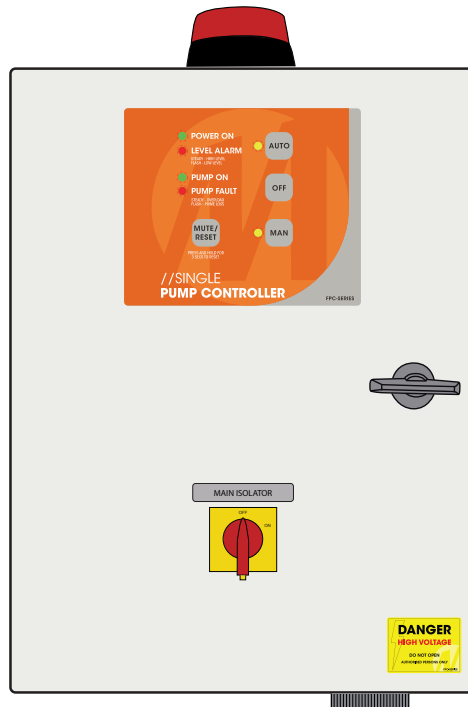 POWER ON
LEVEL ALARM
STEADY - HIGH LEVEL
FLASH - LOW LEVEL
AUTO
PUMP ON
PUMP FAULT
STEADY - OVERLOAD
FLASH - PHASE LOSS
OFF
MUTE/
RESET
PRESS AND HOLD FOR
5 SECS TO RESET
MAN
//SINGLE
PUMP CONTROLLER
FPC-SERIES
MAIN ISOLATOR
OFF
ON
DANGER
HIGH VOLTAGE
DO NOT OPEN
AUTHORISED PERSONS ONLY